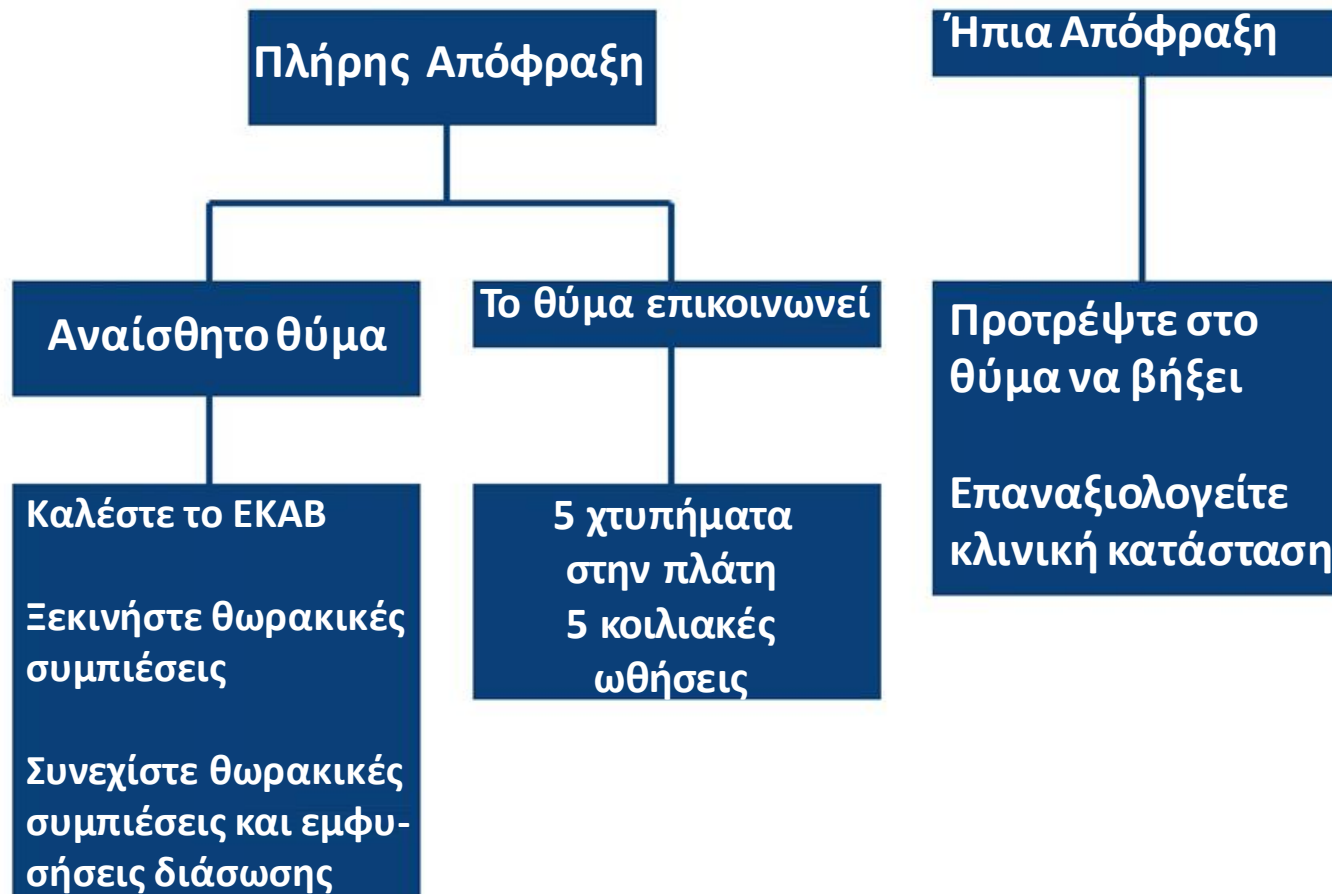 Πλήρης Απόφραξη
Ήπια Απόφραξη
Αναίσθητο θύμα
Το θύμα επικοινωνεί
Προτρέψτε στο
θύμα να βήξει
Επαναξιολογείτε
κλινική κατάσταση
Καλέστε το ΕΚΑΒ
Ξεκινήστε θωρακικές
συμπιέσεις
Συνεχίστε θωρακικές
συμπιέσεις και εμφυ-
σήσεις διάσωσης
5 χτυπήματα
στην πλάτη
5 κοιλιακές
ωθήσεις